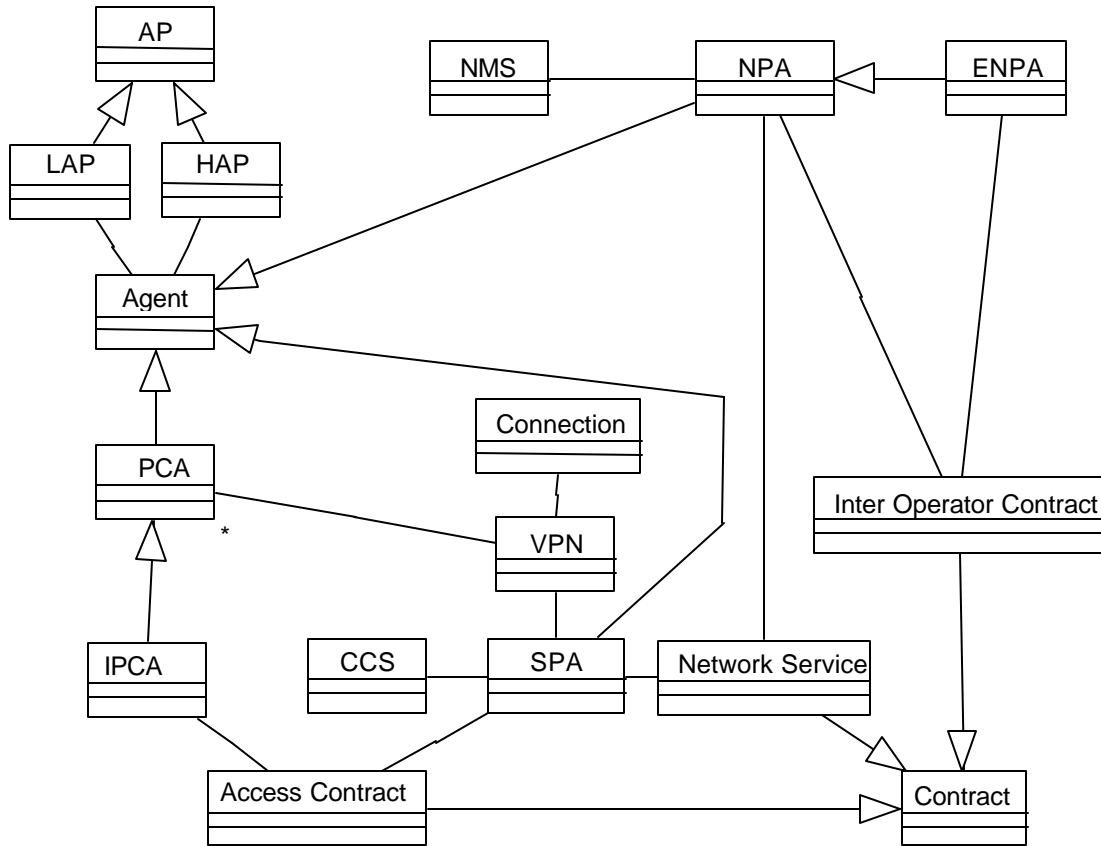 AP
NMS
NPA
ENPA
LAP
HAP
Agent
Connection
PCA
Inter Operator Contract
*
VPN
IPCA
CCS
SPA
Network Service
Access Contract
Contract